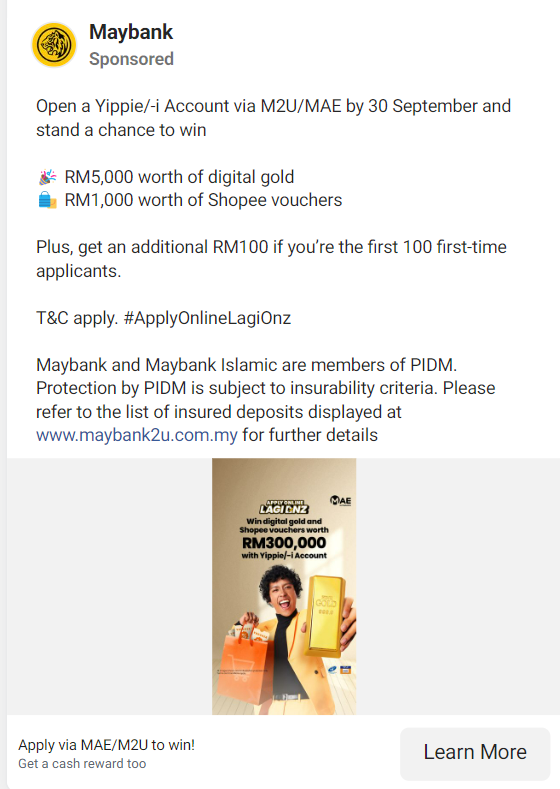 Maybank
Sponsored
Open a Yippie/-i Account via M2U/MAE by 30 September and
stand a chance to win
🎉 RM5,000 worth of digital gold
🛍️ RM1,000 worth of Shopee vouchers
Plus, get an additional RM100 if you’re the first 100 first-time
applicants.
T&C apply. #ApplyOnlineLagiOnz
Maybank and Maybank Islamic are members of PIDM.
Protection by PIDM is subject to insurability criteria. Please
refer to the list of insured deposits displayed at
www.maybank2u.com.my for further details
MAE
APPLY ONLINE
LAGI ONZ
Win digital gold and
Shopee vouchers worth
RM300,000
with Yippie/-i Account
GOLD
Apply via MAE/M2U to win!
Get a cash reward too
Learn More